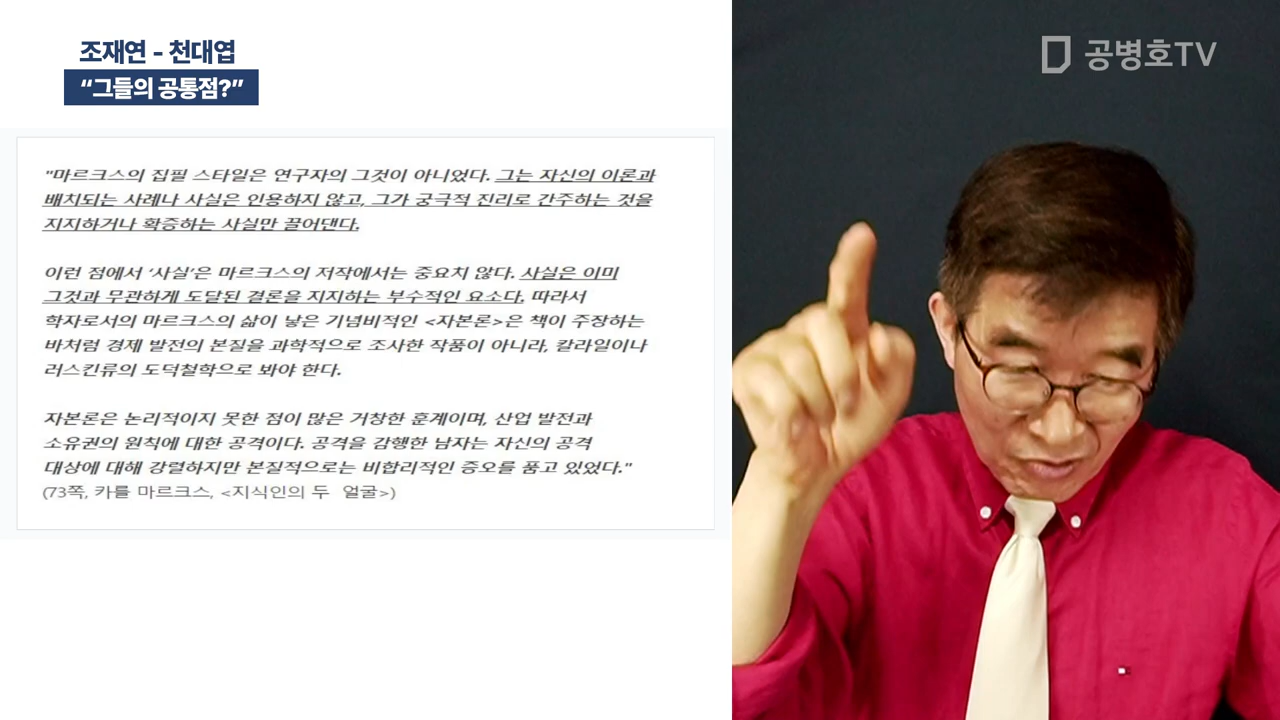 조재연 - 천대엽
“그들의 공통점?”
공병호TV
"마르크스의 집필 스타일은 연구자의 그것이 아니었다. 그는 자신의 이론과
배치되는 사례나 사실은 인용하지 않고, 그가 궁극적 진리로 간주하는 것을
지지하거나 확증하는 사실만 끌어댄다.
이런 점에서 ‘사실’은 마르크스의 저작에서는 중요치 않다. 사실은 이미
그것과 무관하게 도달된 결론을 지지하는 부수적인 요소다. 따라서
학자로서의 마르크스의 삶이 낳은 기념비적인 <자본론>은 책이 주장하는
바처럼 경제 발전의 본질을 과학적으로 조사한 작품이 아니라, 칼라일이나
러스킨류의 도덕철학으로 봐야 한다.
자본론은 논리적이지 못한 점이 많은 거창한 훈계이며, 산업 발전과
소유권의 원칙에 대한 공격이다. 공격을 감행한 남자는 자신의 공격
대상에 대해 강렬하지만 본질적으로는 비합리적인 증오를 품고 있었다."
(73쪽, 카를 마르크스, <지식인의 두 얼굴>)